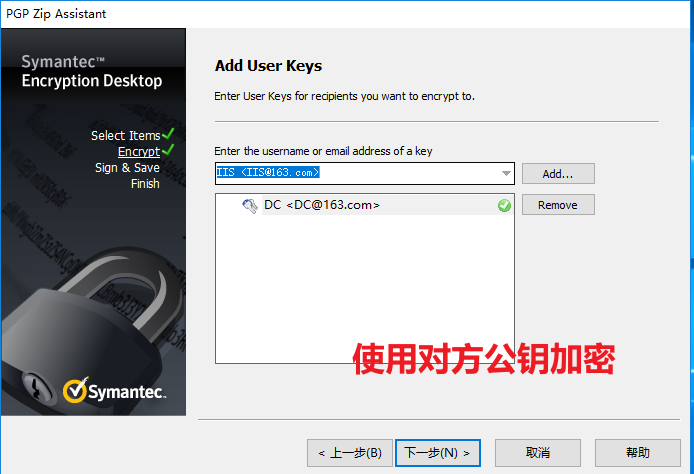 PGP Zip Assistant
Symantec™
Encryption Desktop
Select Items
Encrypt
Sign & Save
Finish
Symantec.
Add User Keys
Enter User Keys for recipients you want to encrypt to.
Enter the username or email address of a key
IIS <IIS@163.com>
Add...
DC <DC@163.com>
Remove
使用对方公钥加密
< 上一步(B)
下一步(N) >
取消
帮助